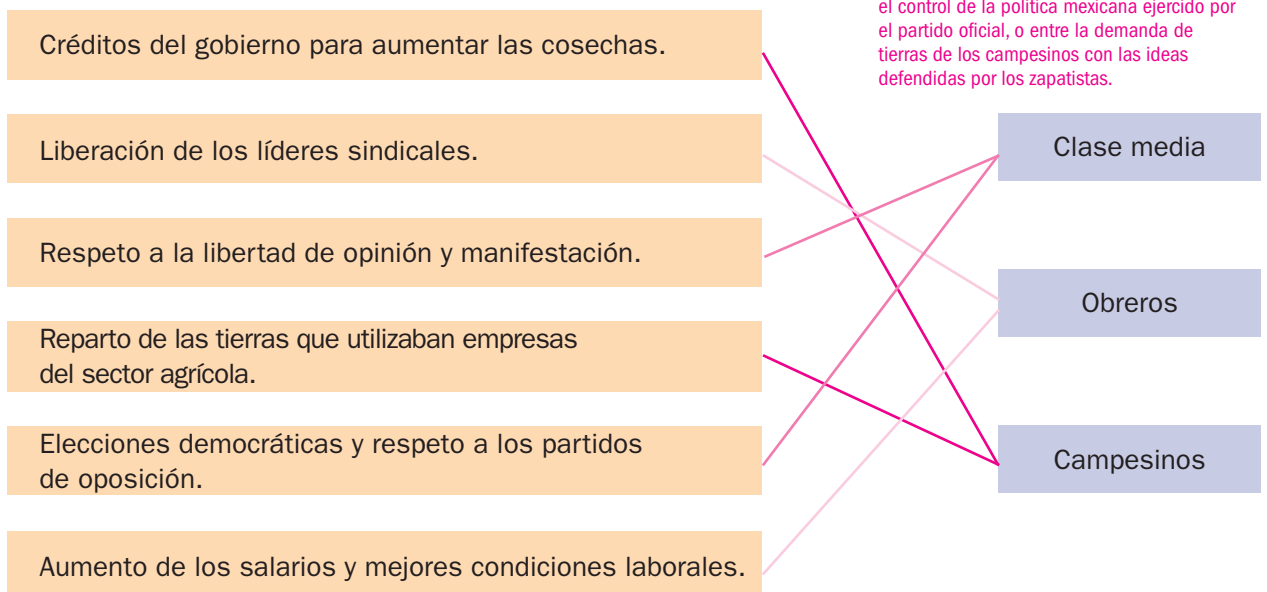 el control de la política mexicana ejercido por
el partido oficial, o entre la demanda de
tierras de los campesinos con las ideas
defendidas por los zapatistas.
Créditos del gobierno para aumentar las cosechas.
Liberación de los líderes sindicales.
Respeto a la libertad de opinión y manifestación.
Reparto de las tierras que utilizaban empresas
del sector agrícola.
Elecciones democráticas y respeto a los partidos
de oposición.
Aumento de los salarios y mejores condiciones laborales.
Clase media
Obreros
Campesinos